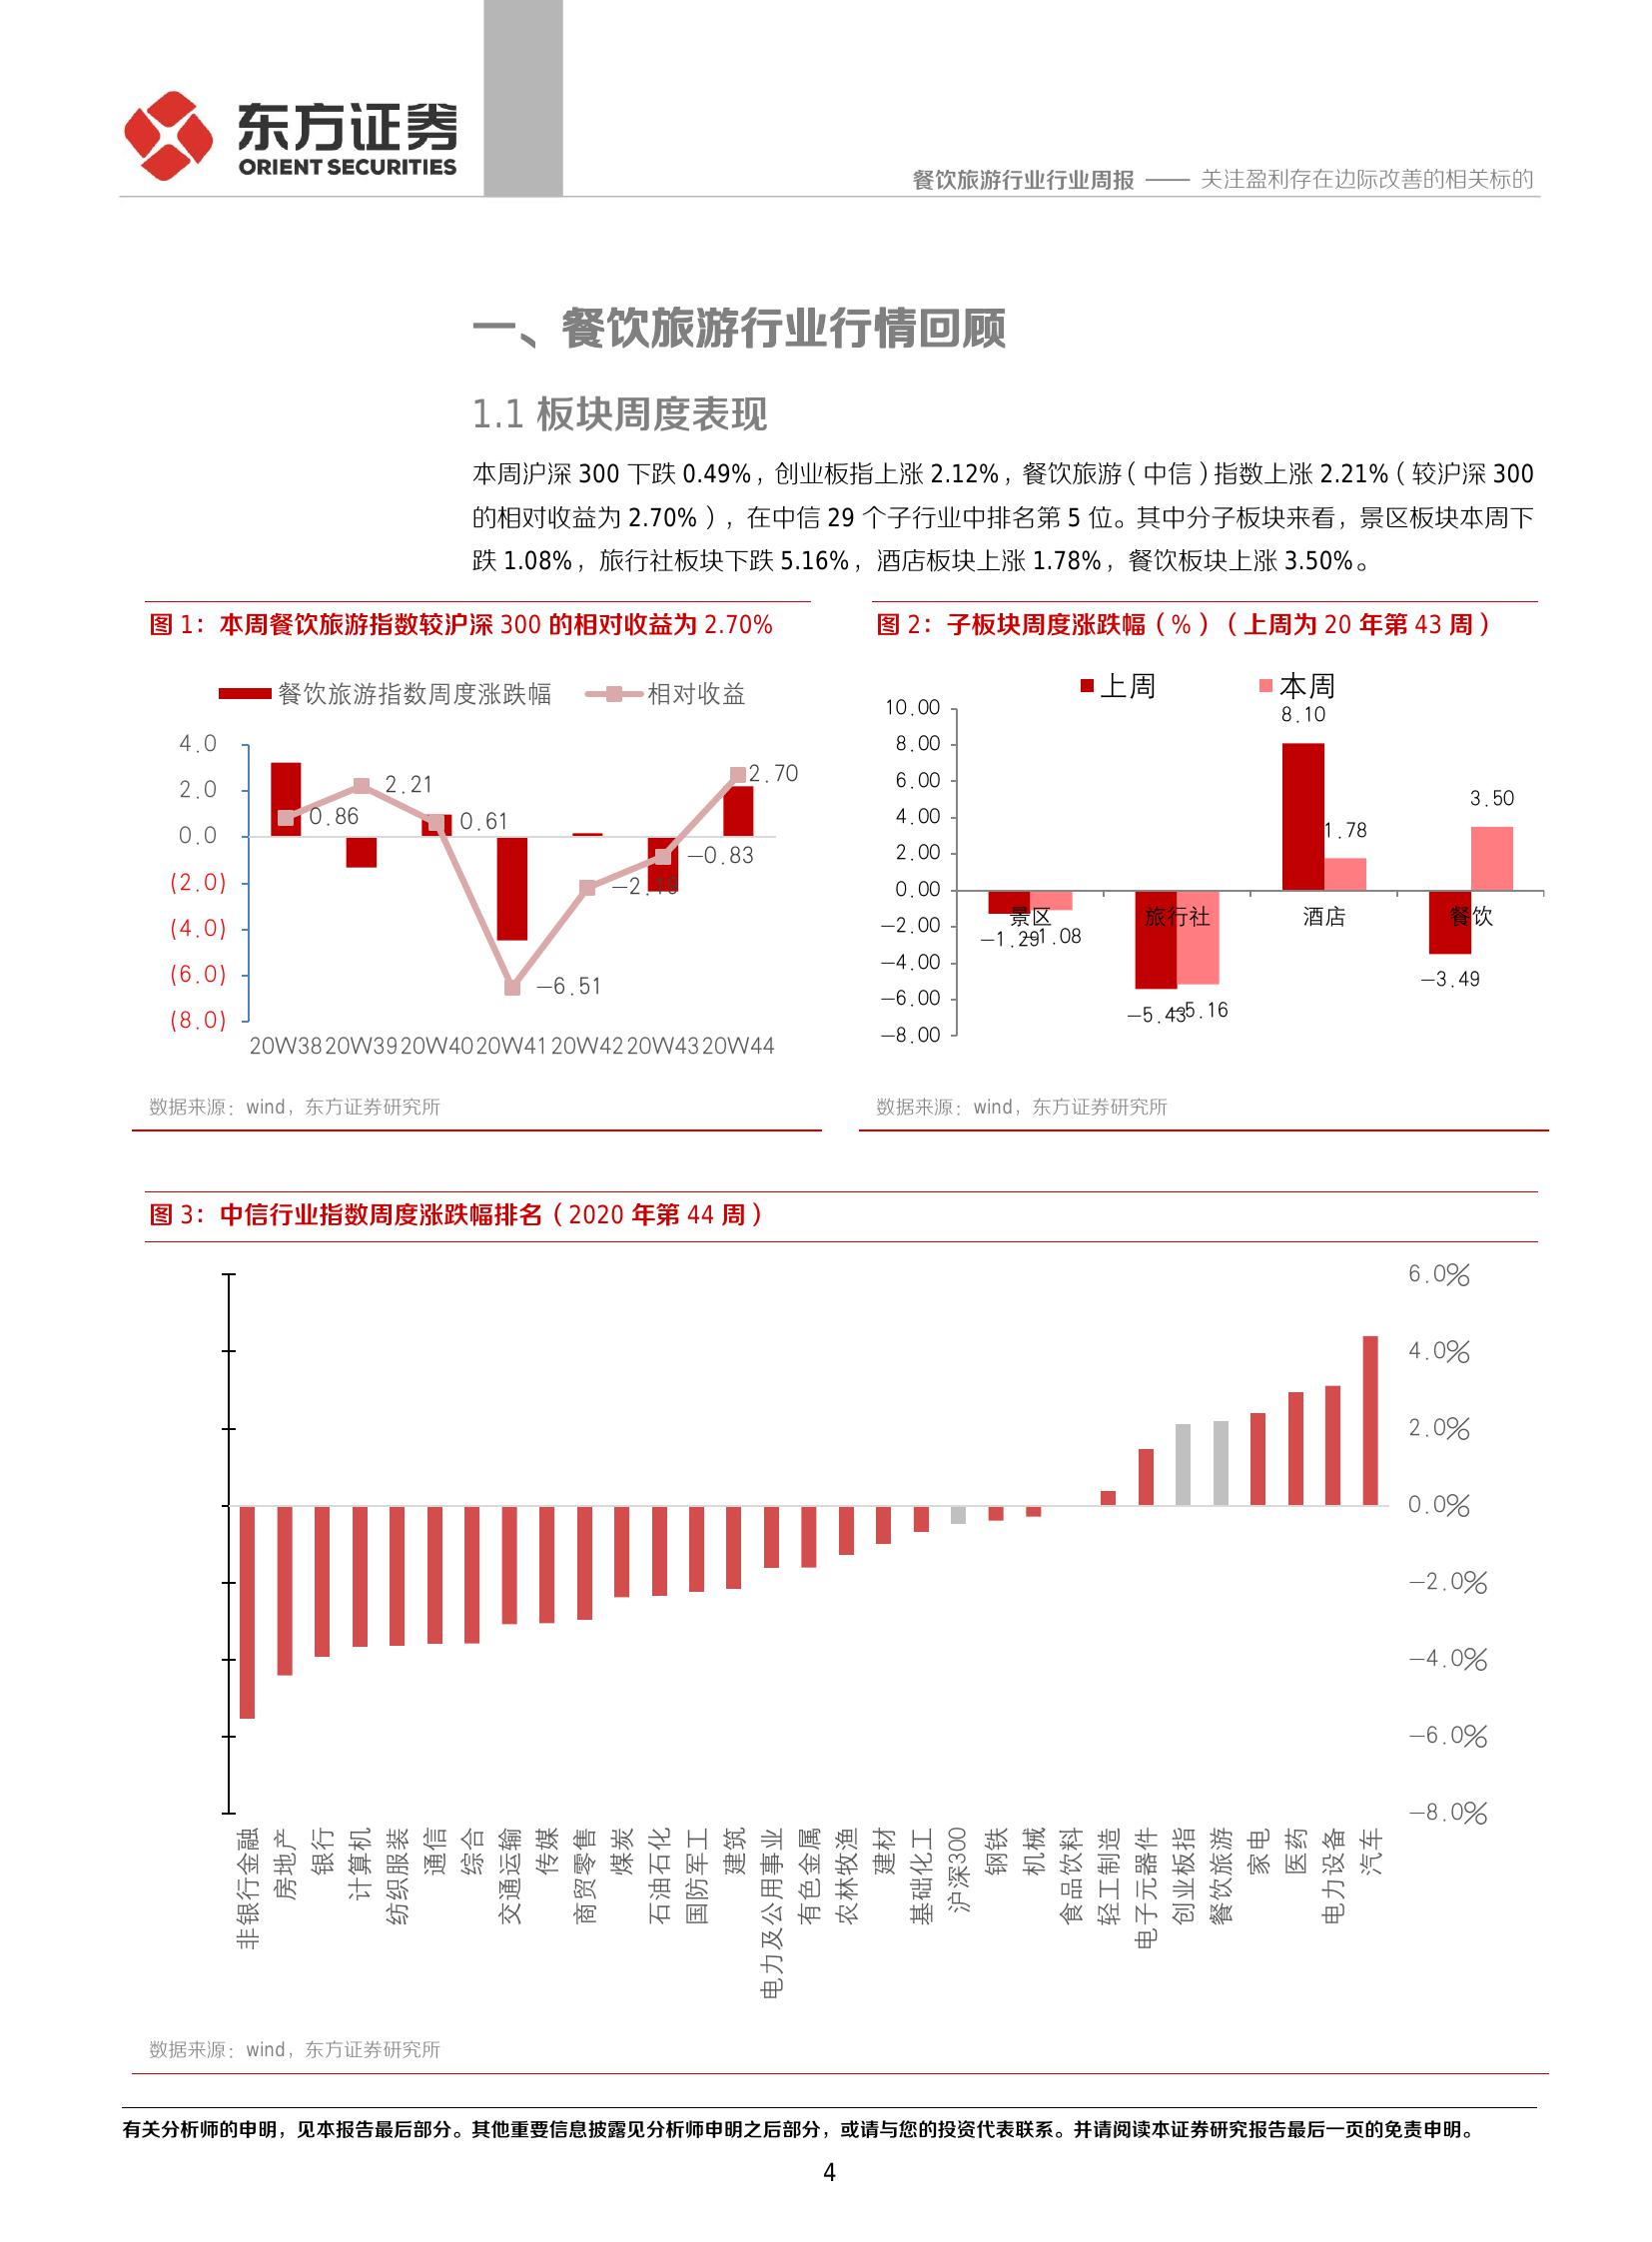 东方证券
ORIENT SECURITIES
餐饮旅游行业行业周报 —— 关注盈利存在边际改善的相关标的
一、餐饮旅游行业行情回顾
1.1 板块周度表现
本周沪深 300 下跌 0.49%，创业板指上涨 2.12%，餐饮旅游（中信）指数上涨 2.21%（较沪深 300
的相对收益为 2.70%），在中信 29 个子行业中排名第 5 位。其中分子板块来看，景区板块本周下
跌 1.08%，旅行社板块下跌 5.16%，酒店板块上涨 1.78%，餐饮板块上涨 3.50%。
图 1：本周餐饮旅游指数较沪深 300 的相对收益为 2.70%
餐饮旅游指数周度涨跌幅 相对收益
4.0
2.0
0.0
(2.0)
(4.0)
(6.0)
(8.0)
0.86
2.21
0.61
-6.51
-0.83
2.70
20W38 20W39 20W40 20W41 20W42 20W43 20W44
数据来源：wind，东方证券研究所
图 2：子板块周度涨跌幅（%）（上周为 20 年第 43 周）
上周 本周
10.00
8.00
6.00
4.00
2.00
0.00
-2.00
-4.00
-6.00
-8.00
8.10
1.78
3.50
景区 旅行社 酒店 餐饮
-1.29
-1.08
-5.43
-5.16
-3.49
数据来源：wind，东方证券研究所
图 3：中信行业指数周度涨跌幅排名（2020 年第 44 周）
6.0%
4.0%
2.0%
0.0%
-2.0%
-4.0%
-6.0%
-8.0%
非银行金融
房地产
银行
计算机
纺织服装
通信
综合
交通运输
传媒
商贸零售
煤炭
石油石化
国防军工
建筑
电力及公用事业
有色金属
农林牧渔
建材
基础化工
沪深300
钢铁
机械
食品饮料
轻工制造
电子元器件
创业板指
餐饮旅游
家电
医药
电力设备
汽车
数据来源：wind，东方证券研究所
有关分析师的申明，见本报告最后部分。其他重要信息披露见分析师申明之后部分，或请与您的投资代表联系。并请阅读本证券研究报告最后一页的免责申明。
4